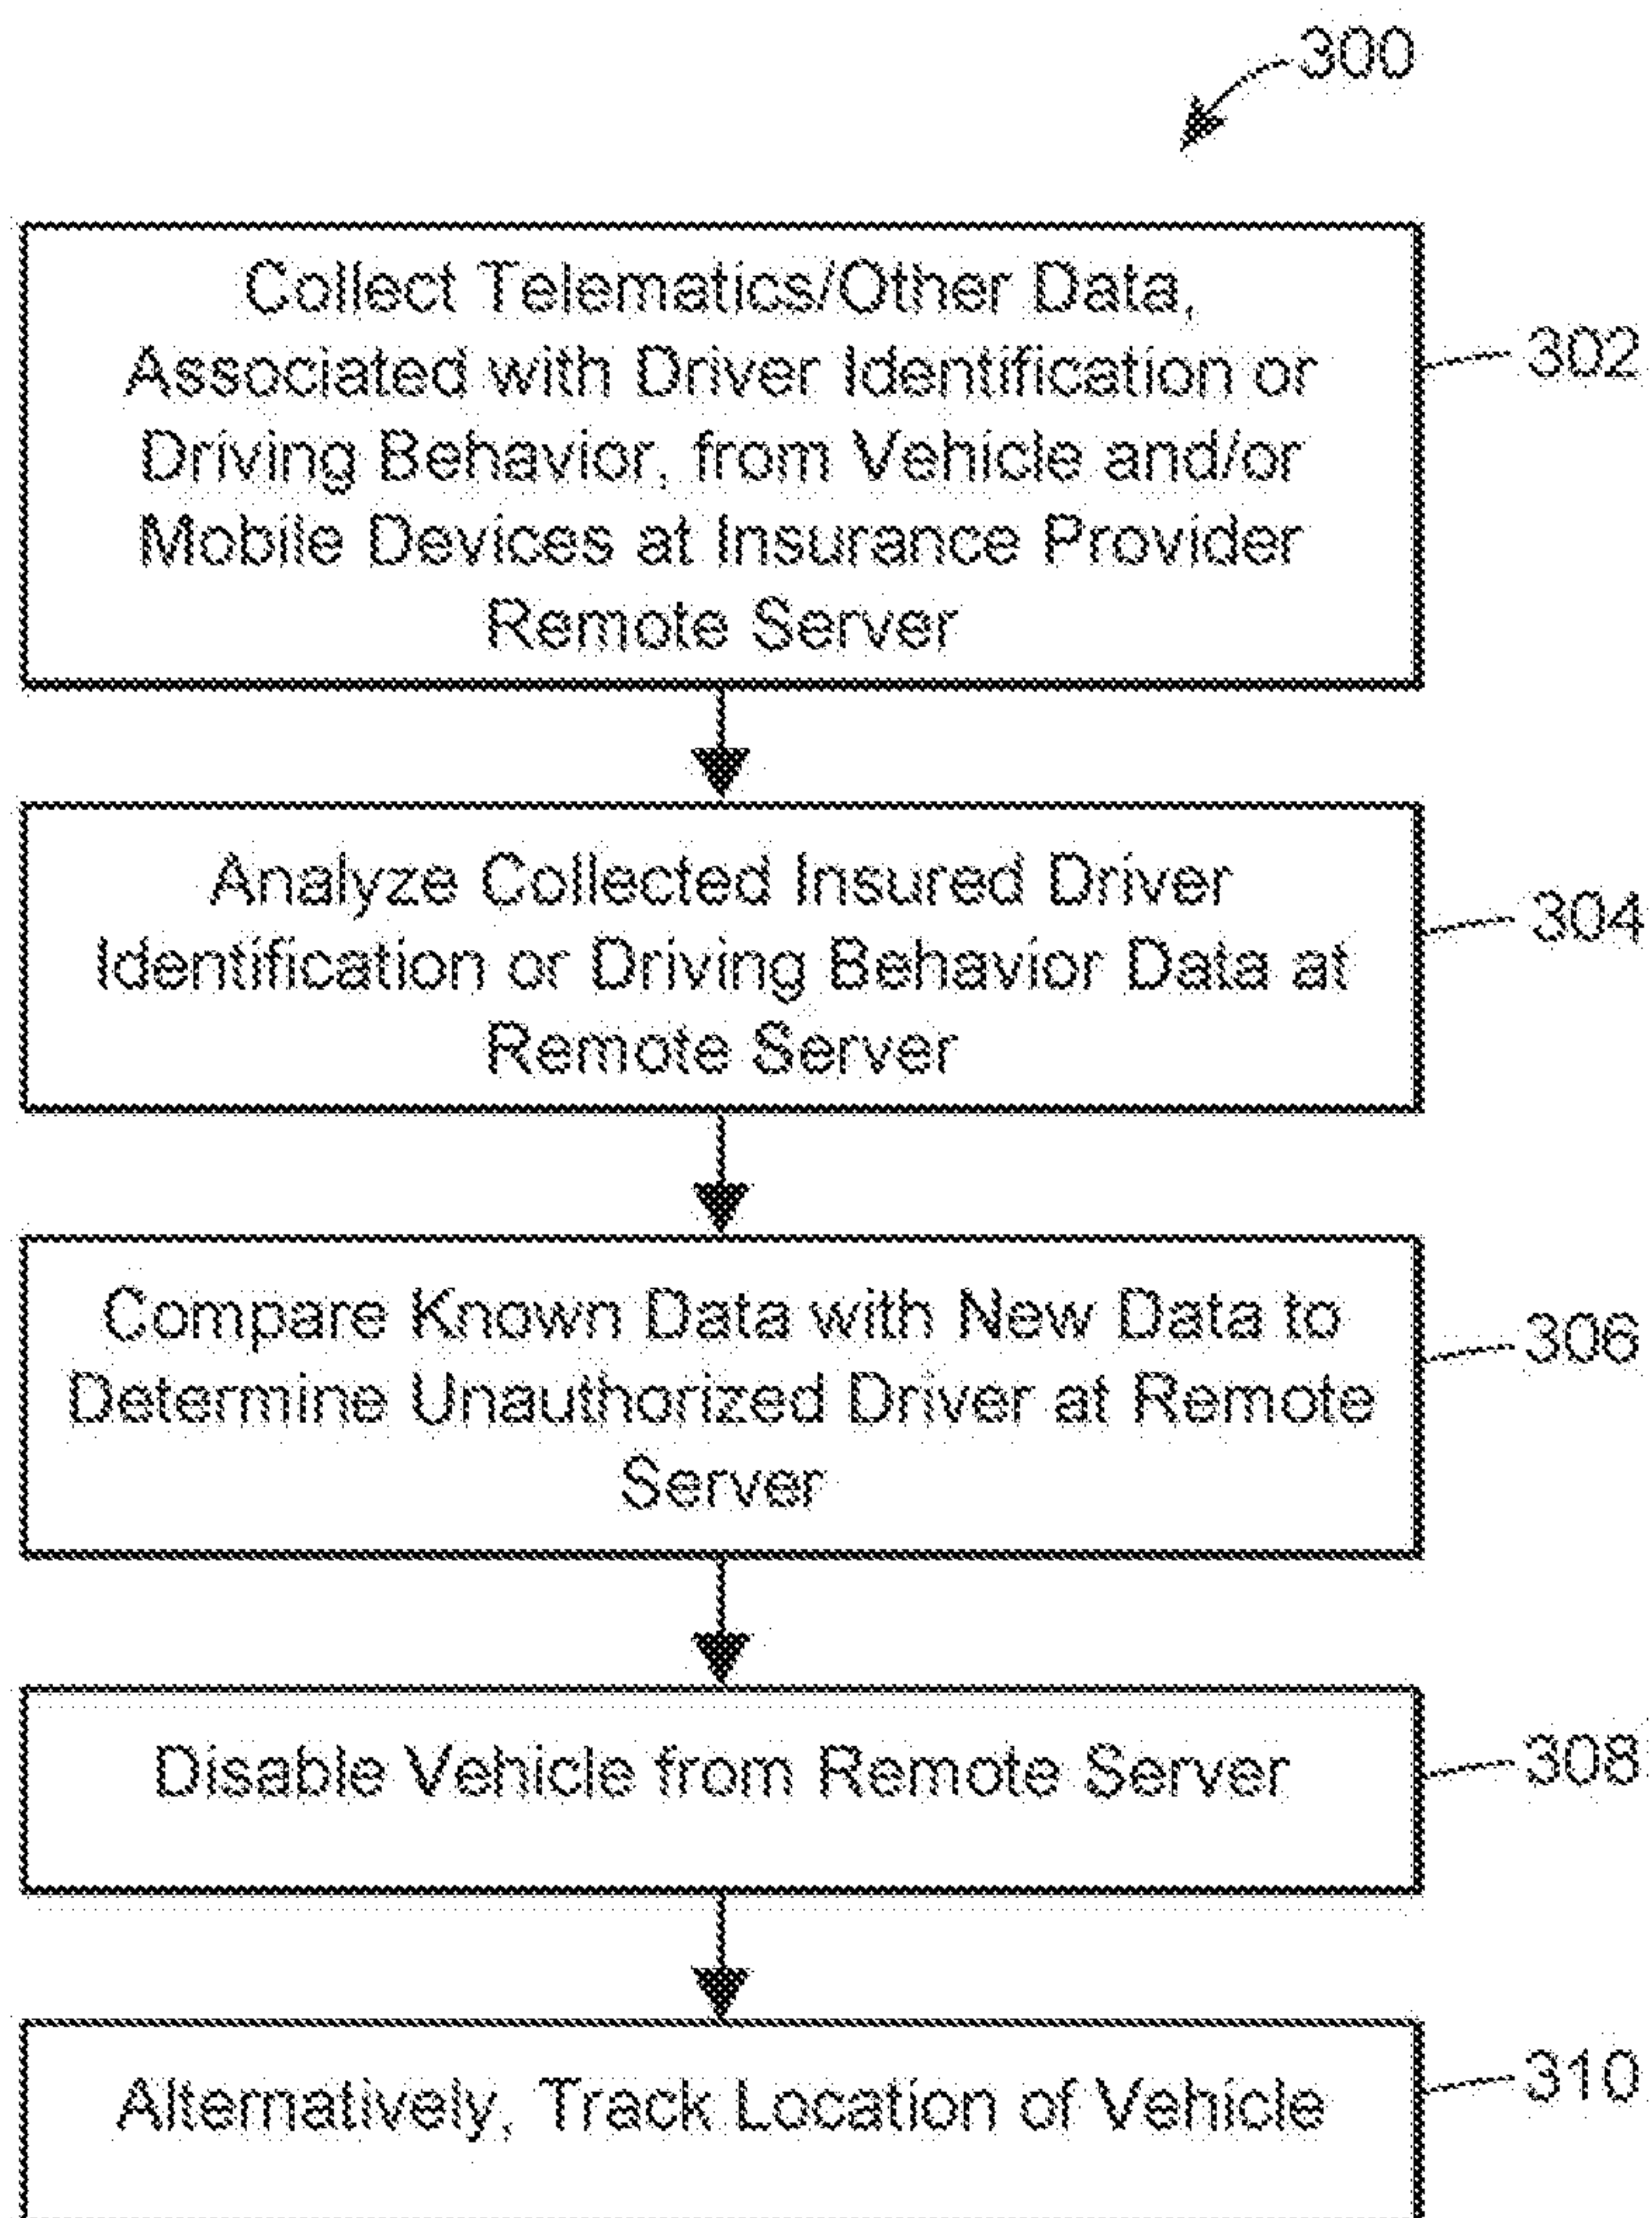 300
Collect Telematics/Other Data,
Associated with Driver Identification or
Driving Behavior, from Vehicle and/or
Mobile Devices at Insurance Provider
Remote Server
302
Analyze Collected Insured Driver
Identification or Driving Behavior Data at
Remote Server
304
Compare Known Data with New Data to
Determine Unauthorized Driver at Remote
Server
306
Disable Vehicle from Remote Server
308
Alternatively, Track Location of Vehicle
310